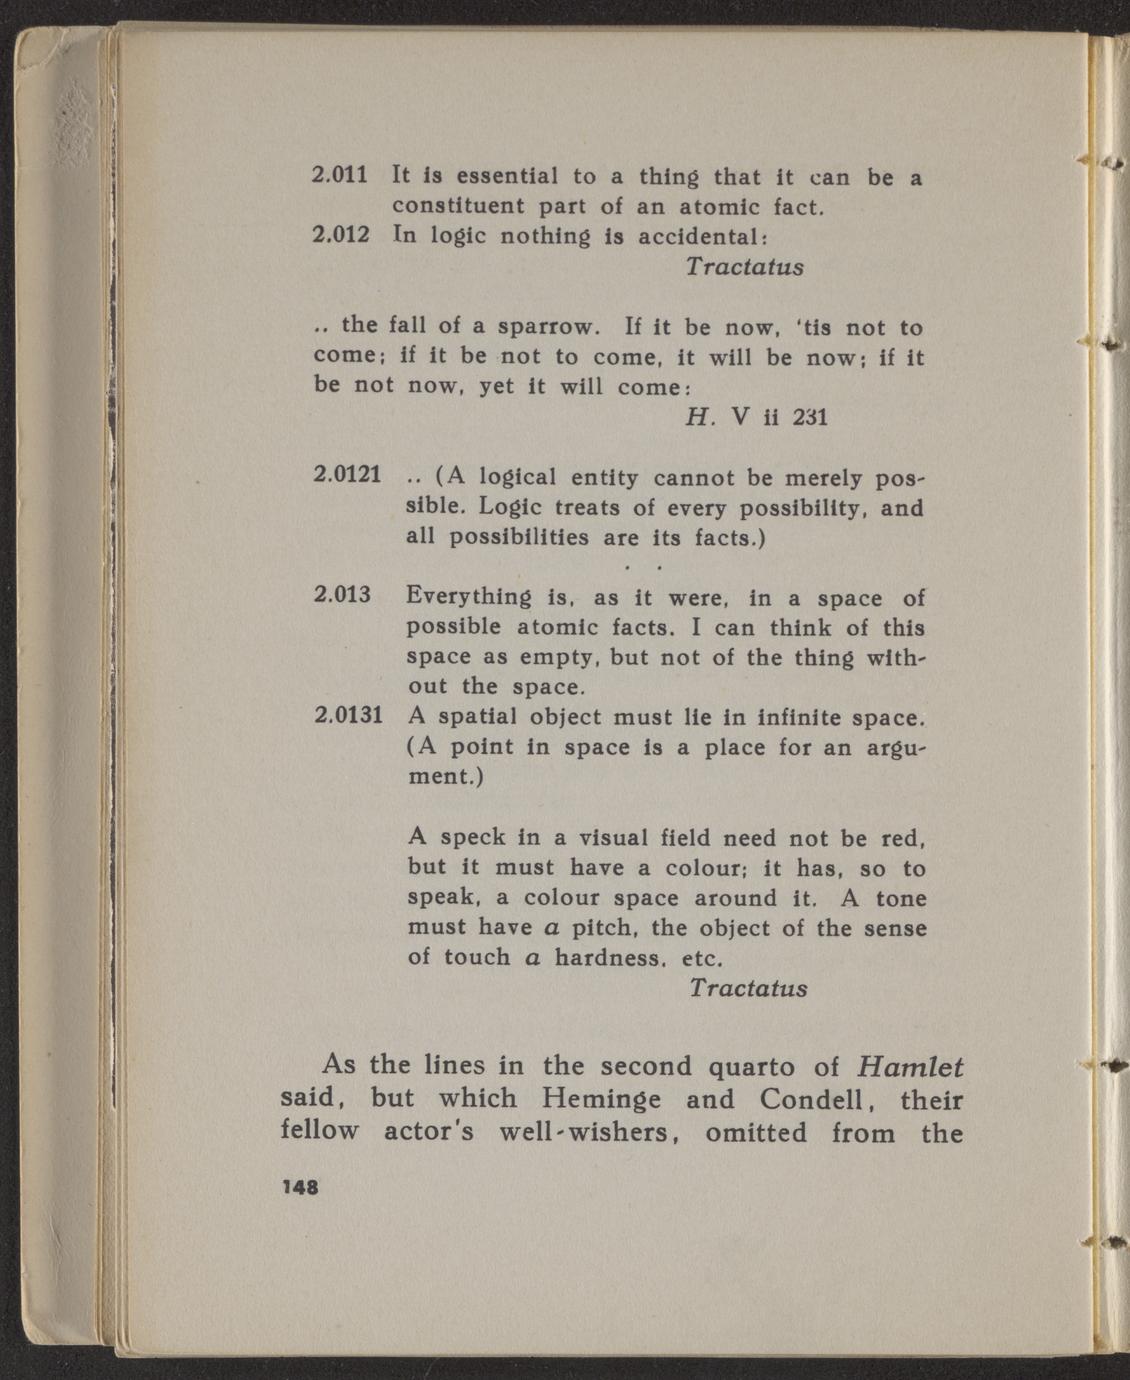 2.011 It is essential to a thing that it can be a
constituent part of an atomic fact.
2.012 In logic nothing is accidental:
Tractatus
.. the fall of a sparrow. If it be now, ‘tis not to
come; if it be not to come, it will be now; if it
be not now, yet it will come:
H. V ii 231
2.0121 .. (A logical entity cannot be merely pos-
sible. Logic treats of every possibility, and
all possibilities are its facts.)
. .
2.013 Everything is, as it were, in a space of
possible atomic facts. I can think of this
space as empty, but not of the thing with-
out the space.
2.0131 A spatial object must lie in infinite space.
(A point in space is a place for an argu-
ment.)
A speck in a visual field need not be red,
but it must have a colour; it has, so to
speak, a colour space around it. A tone
must have a pitch, the object of the sense
of touch a hardness, etc.
Tractatus
As the lines in the second quarto of Hamlet
said, but which Heminge and Condell, their
fellow actor's well-wishers, omitted from the
148